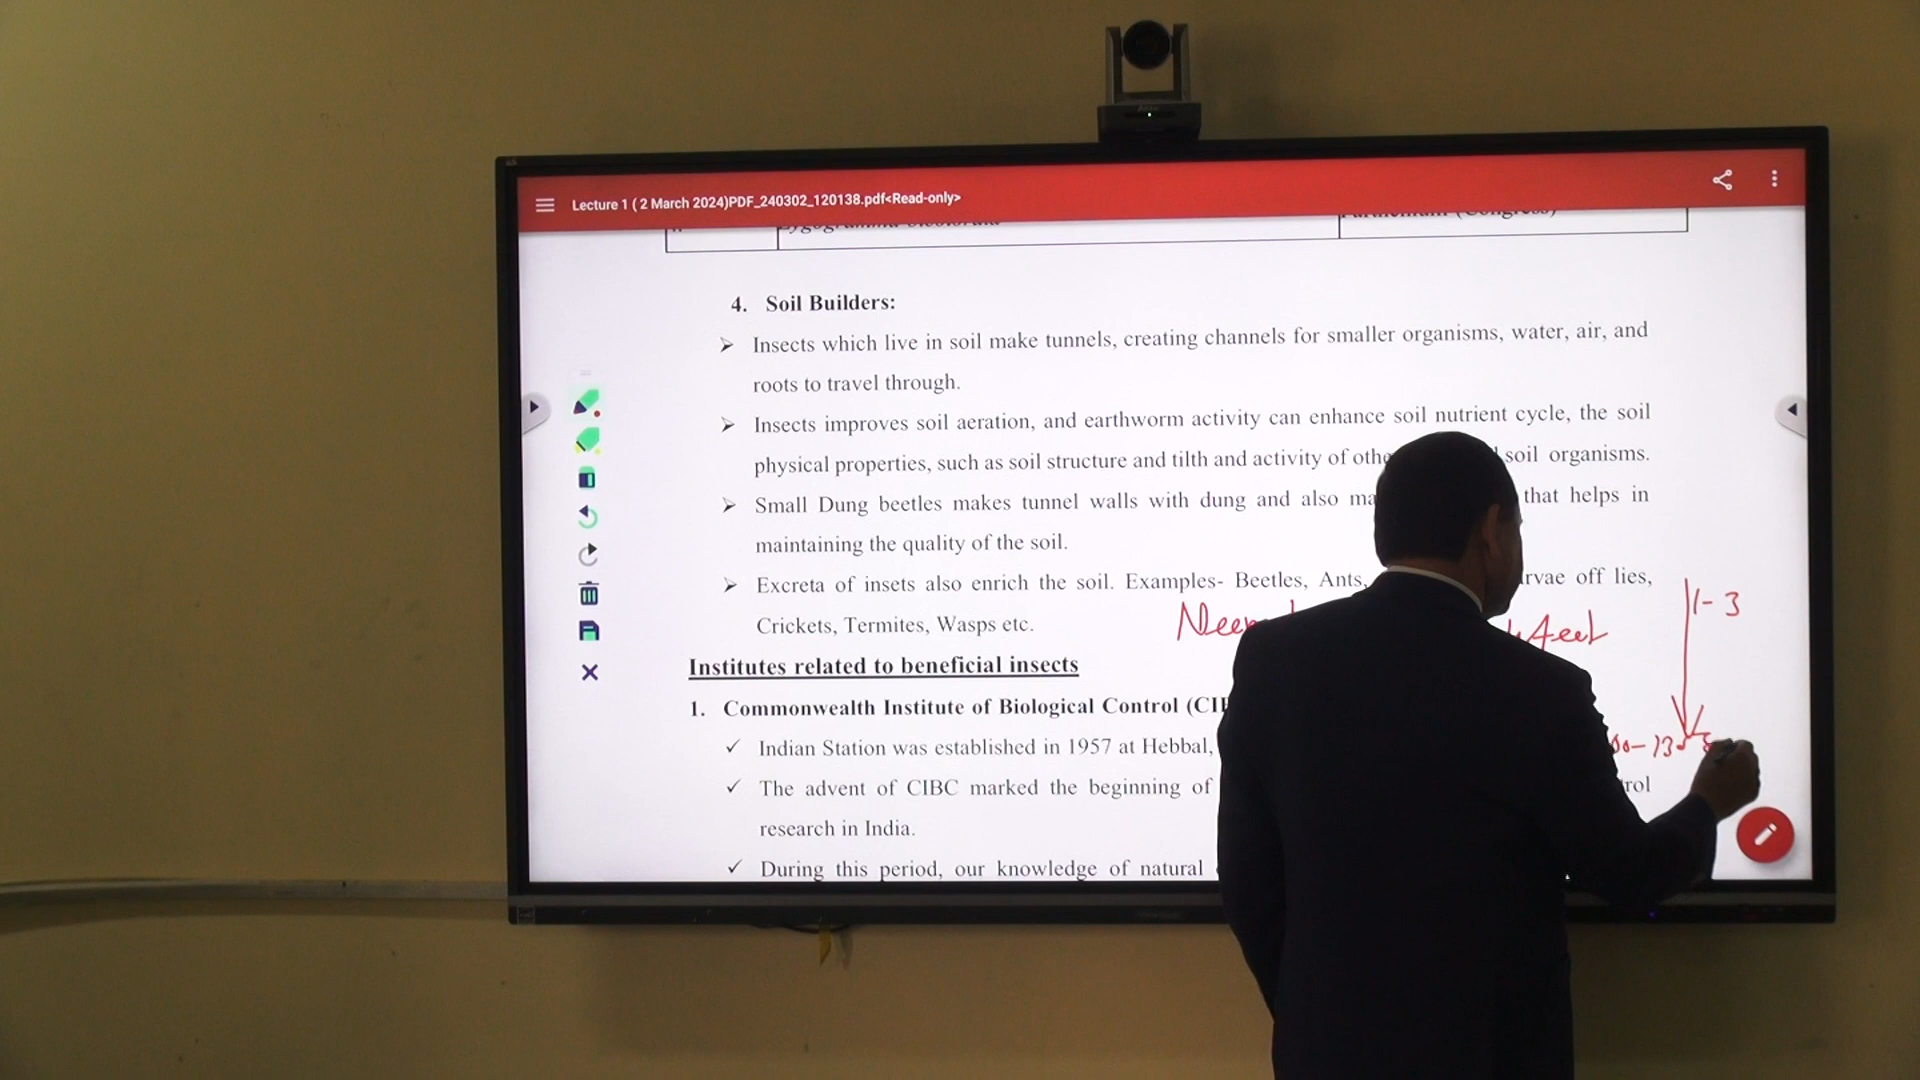 Lecture 1 ( 2 March 2024)PDF_240302_120138.pdf<Read-only>
4. Soil Builders:
➢ Insects which live in soil make tunnels, creating channels for smaller organisms, water, air, and
roots to travel through.
➢ Insects improves soil aeration, and earthworm activity can enhance soil nutrient cycle, the soil
physical properties, such as soil structure and tilth and activity of soil organisms.
➢ Small Dung beetles makes tunnel walls with dung and also that helps in
maintaining the quality of the soil.
➢ Excreta of insets also enrich the soil. Examples- Beetles, Ants, off lies,
1-3
Crickets, Termites, Wasps etc.
Institutes related to beneficial insects
1. Commonwealth Institute of Biological Control
✓ Indian Station was established in 1957 at Hebbal,
✓ The advent of CIBC marked the beginning of
research in India.
✓ During this period, our knowledge of natural